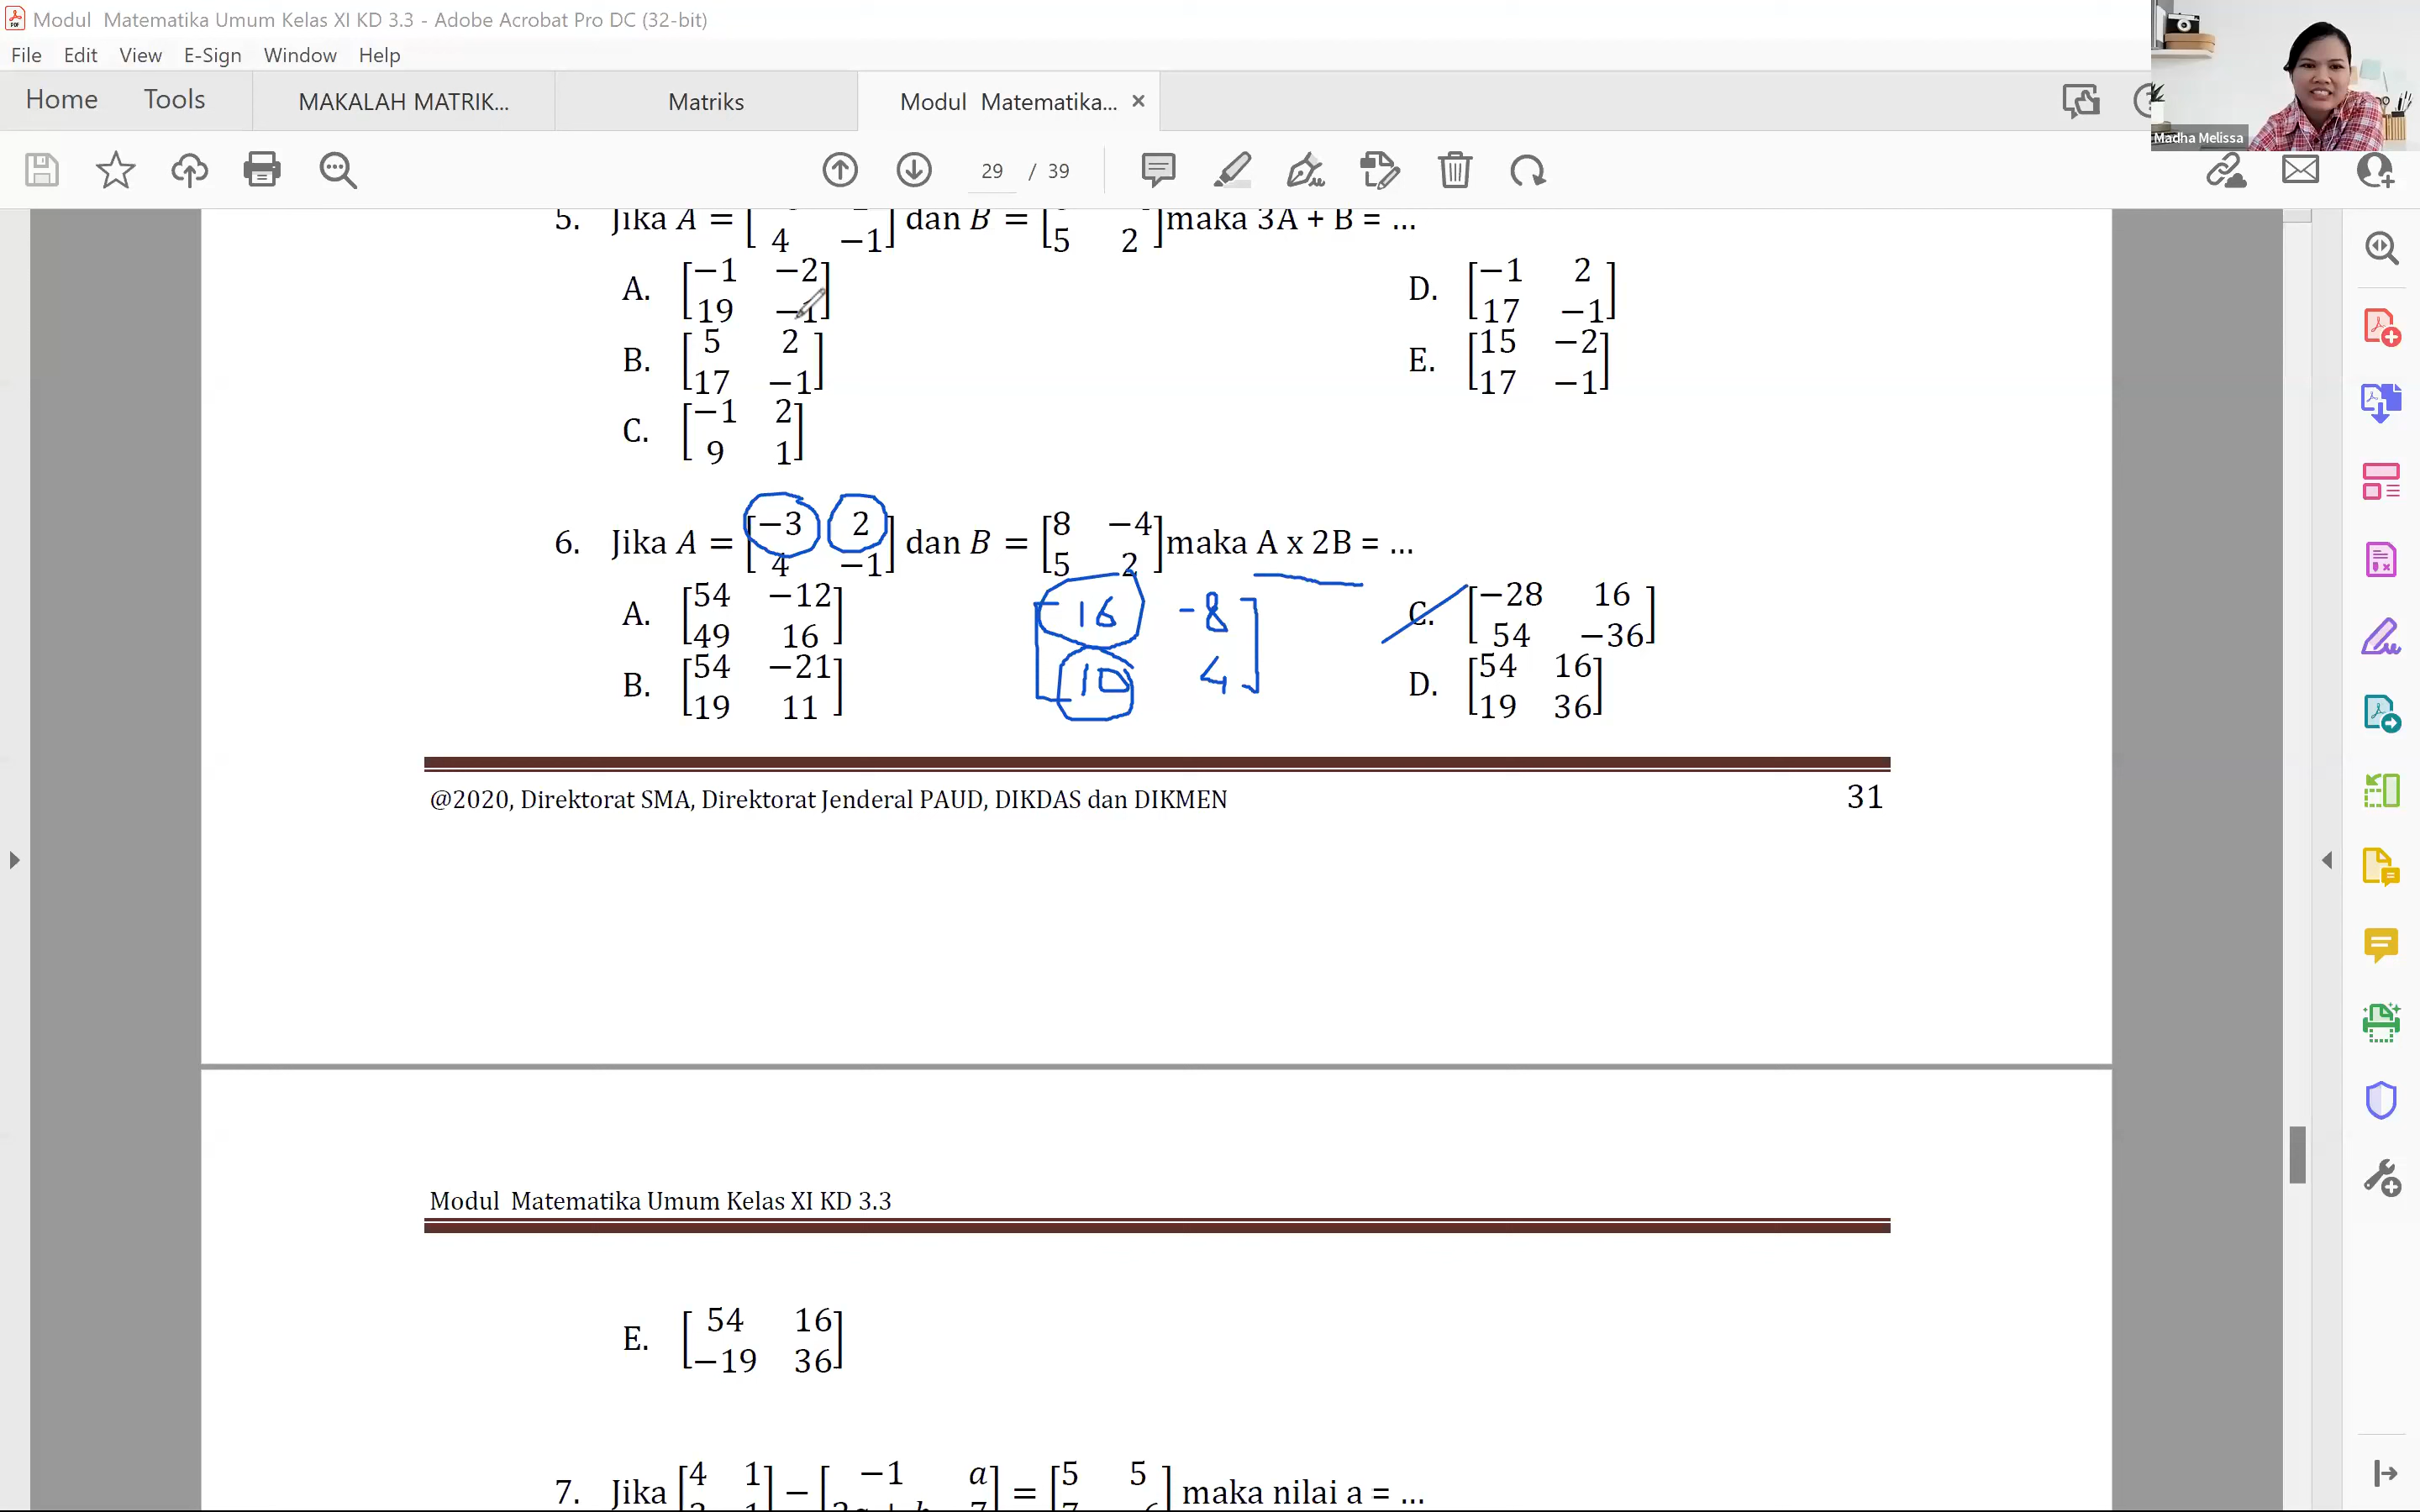 Modul Matematika Umum Kelas XI KD 3.3 - Adobe Acrobat Pro DC (32-bit)
File Edit View E-Sign Window Help
Home Tools MAKALAH MATRIK... Matriks Modul Matematika... ×
Madha Melissa
29 / 39
5. Jika A = [ 4 −1 ] dan B = [ 5 2 ] maka 3A + B = ...
A. [−1 −2
19 −1]
D. [−1 2
17 −1]
B. [5 2
17 −1]
E. [15 −2
17 −1]
C. [−1 2
9 1]
6. Jika A = [−3 2
4 −1] dan B = [8 −4
5 2] maka A x 2B = ...
[16 -8
10 4]
A. [54 −12
49 16]
C. [−28 16
54 −36]
B. [54 −21
19 11]
D. [54 16
19 36]
@2020, Direktorat SMA, Direktorat Jenderal PAUD, DIKDAS dan DIKMEN 31
Modul Matematika Umum Kelas XI KD 3.3
E. [54 16
−19 36]
7. Jika [4 1] − [−1 a] = [5 5] maka nilai a = ...